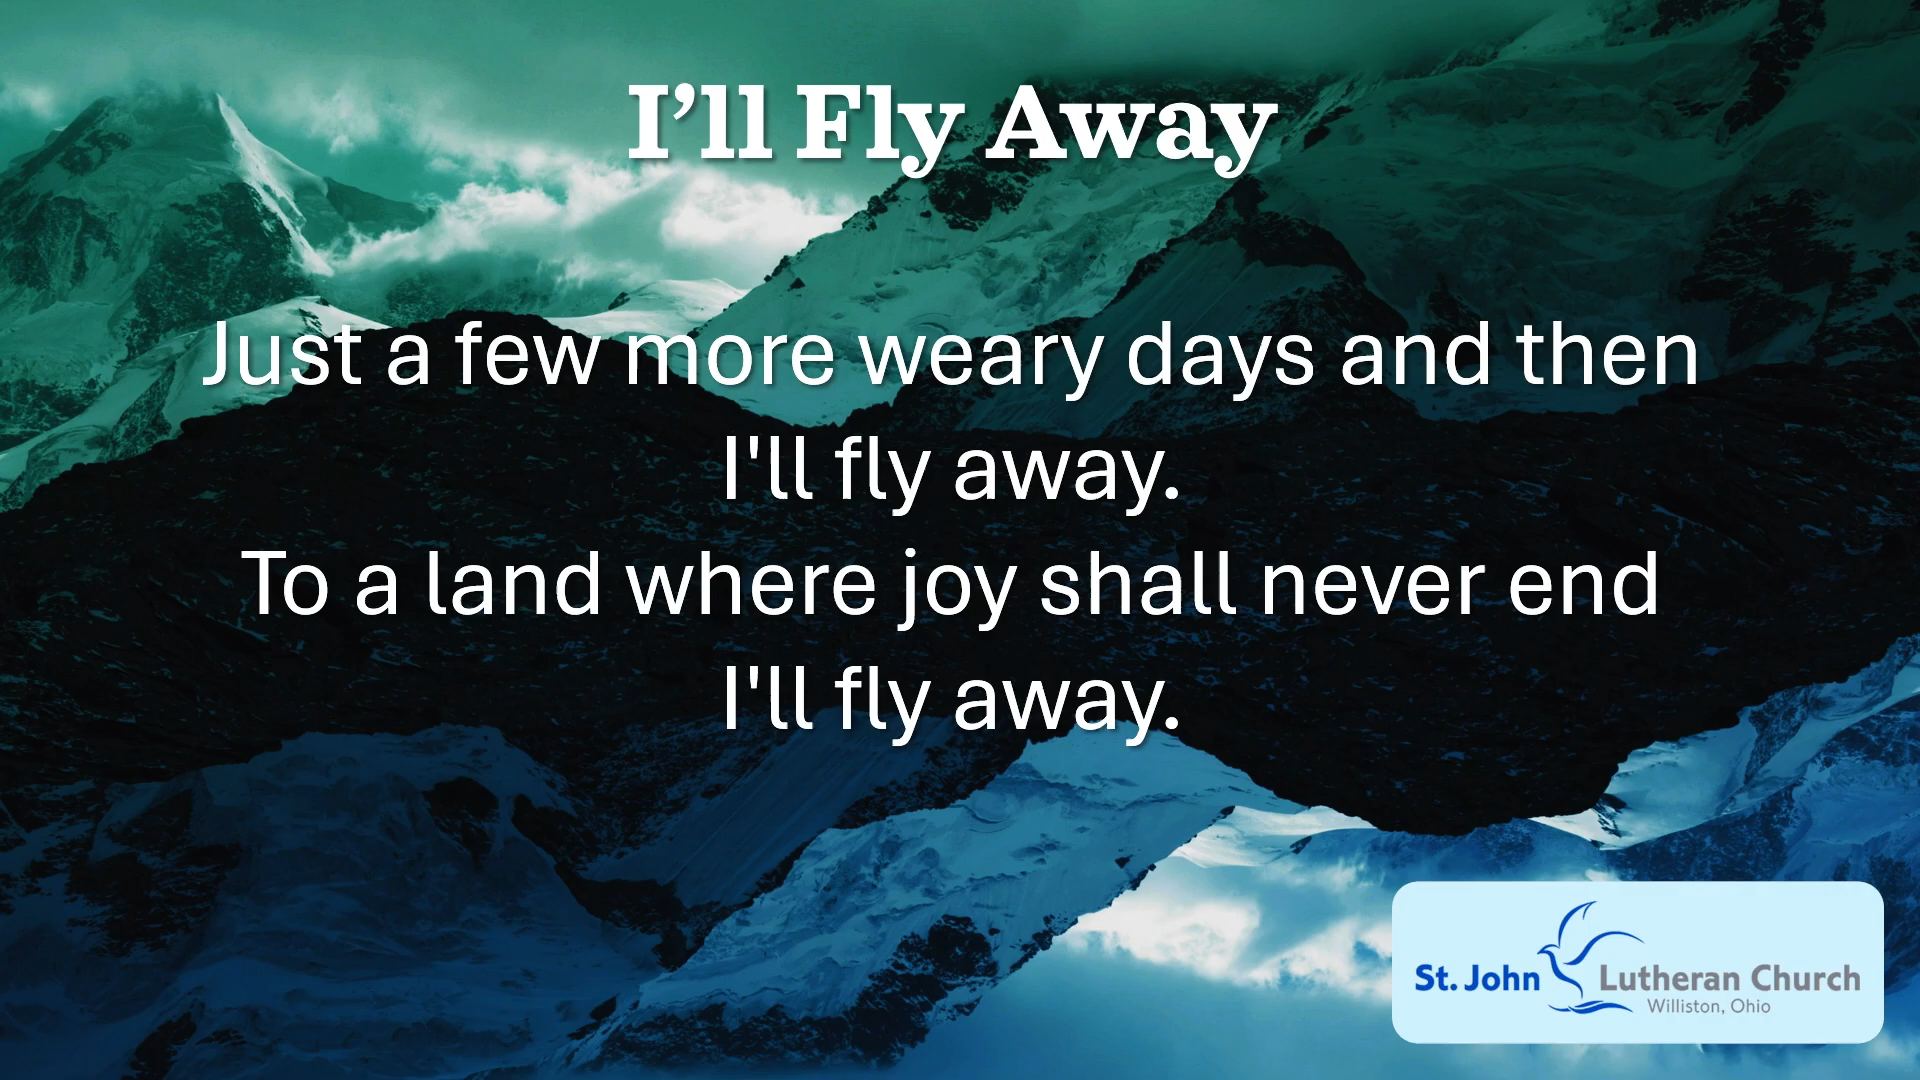 I’ll Fly Away
Just a few more weary days and then
I'll fly away.
To a land where joy shall never end
I'll fly away.
St. John Lutheran Church
Williston, Ohio